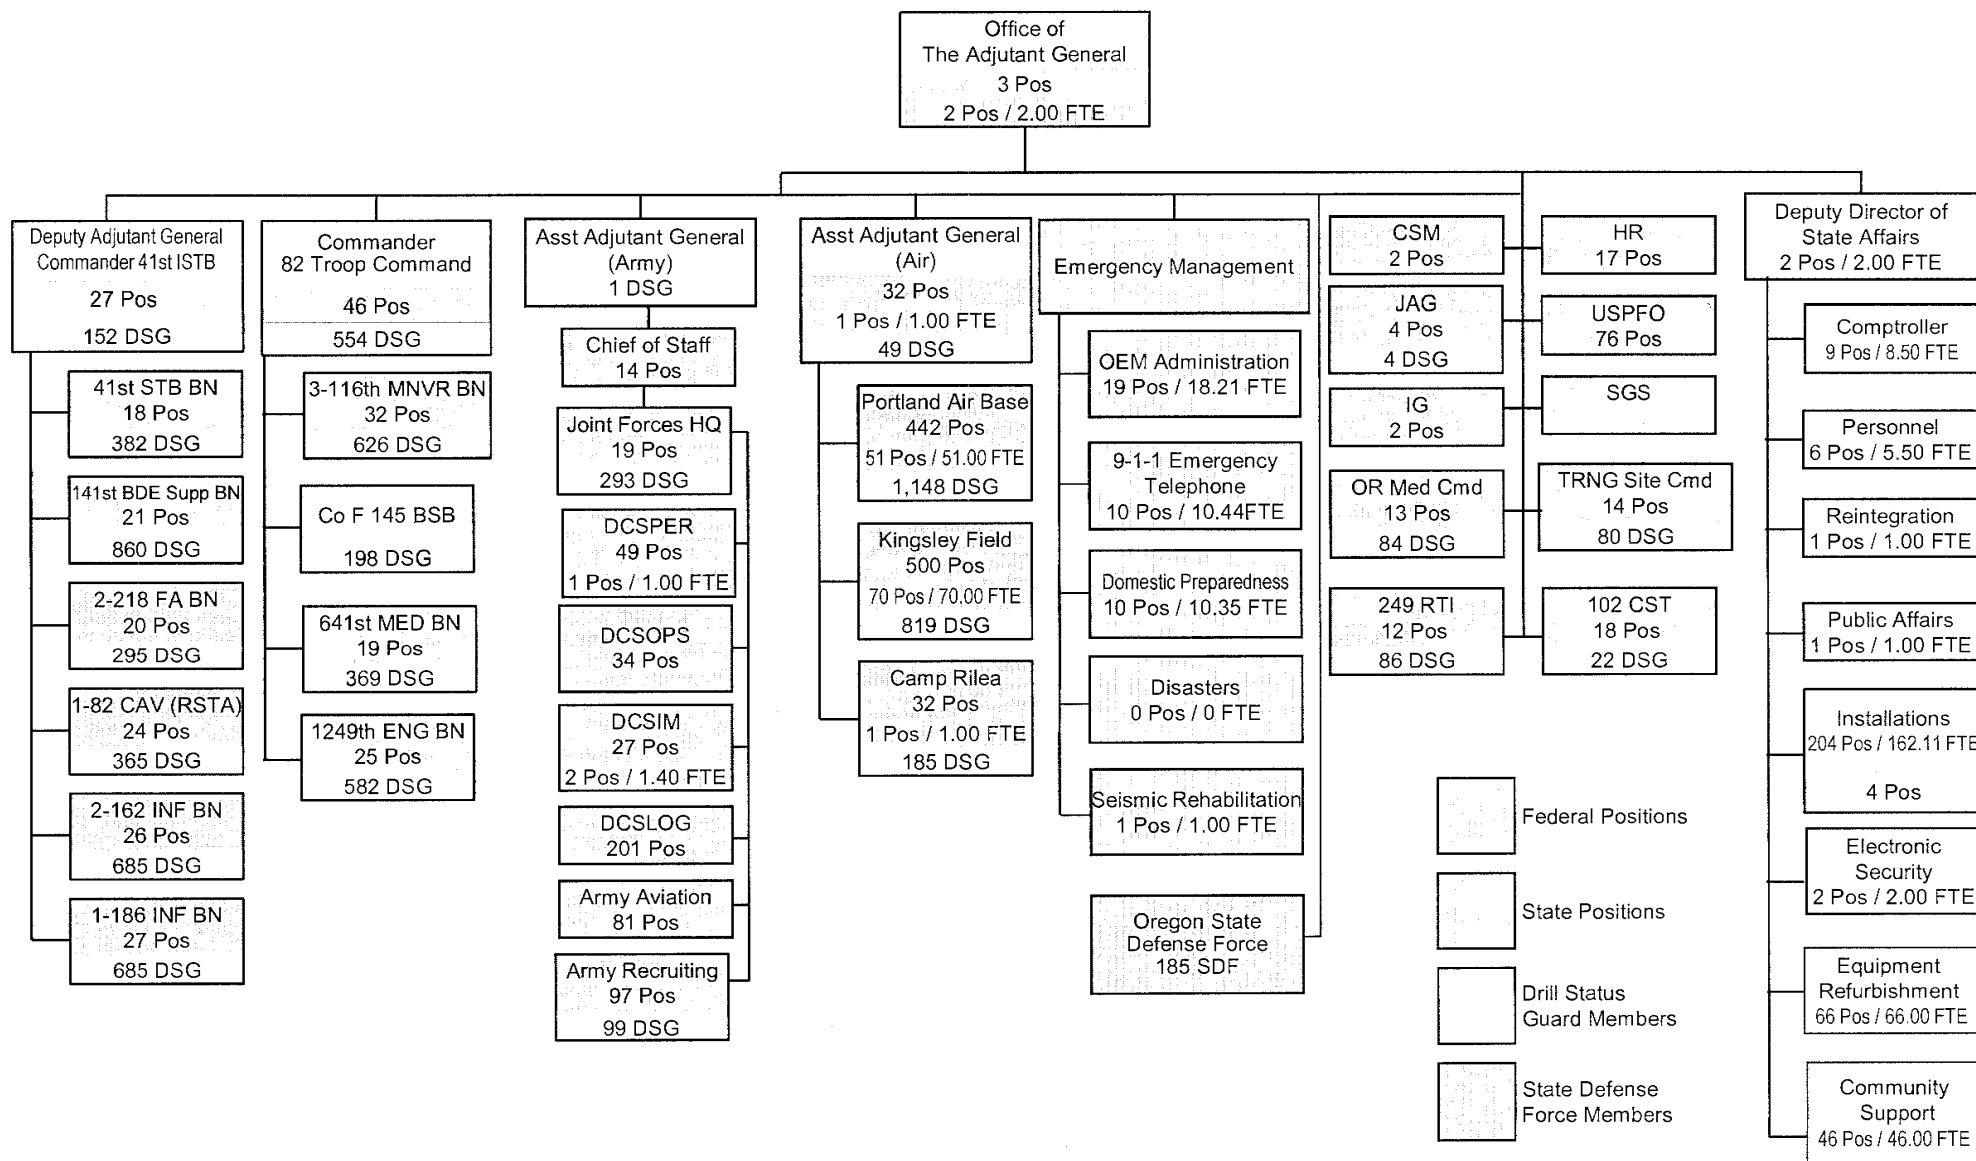 Office of
The Adjutant General
3 Pos
2 Pos / 2.00 FTE
Deputy Adjutant General
Commander 41st ISTB
27 Pos
152 DSG
41st STB BN
18 Pos
382 DSG
141st BDE Supp BN
21 Pos
860 DSG
2-218 FA BN
20 Pos
295 DSG
1-82 CAV (RSTA)
24 Pos
365 DSG
2-162 INF BN
26 Pos
685 DSG
1-186 INF BN
27 Pos
685 DSG
Commander
82 Troop Command
46 Pos
554 DSG
3-116th MNVR BN
32 Pos
626 DSG
Co F 145 BSB
198 DSG
641st MED BN
19 Pos
369 DSG
1249th ENG BN
25 Pos
582 DSG
Asst Adjutant General
(Army)
1 DSG
Chief of Staff
14 Pos
Joint Forces HQ
19 Pos
293 DSG
DCSPER
49 Pos
1 Pos / 1.00 FTE
DCSOPS
34 Pos
DCSIM
27 Pos
2 Pos / 1.40 FTE
DCSLOG
201 Pos
Army Aviation
81 Pos
Army Recruiting
97 Pos
99 DSG
Asst Adjutant General
(Air)
32 Pos
1 Pos / 1.00 FTE
49 DSG
Portland Air Base
442 Pos
51 Pos / 51.00 FTE
1,148 DSG
Kingsley Field
500 Pos
70 Pos / 70.00 FTE
819 DSG
Camp Rilea
32 Pos
1 Pos / 1.00 FTE
185 DSG
Emergency Management
OEM Administration
19 Pos / 18.21 FTE
9-1-1 Emergency
Telephone
10 Pos / 10.44FTE
Domestic Preparedness
10 Pos / 10.35 FTE
Disasters
0 Pos / 0 FTE
Seismic Rehabilitation
1 Pos / 1.00 FTE
Oregon State
Defense Force
185 SDF
CSM
2 Pos
HR
17 Pos
JAG
4 Pos
4 DSG
USPFO
76 Pos
IG
2 Pos
SGS
OR Med Cmd
13 Pos
84 DSG
TRNG Site Cmd
14 Pos
80 DSG
249 RTI
12 Pos
86 DSG
102 CST
18 Pos
22 DSG
Deputy Director of
State Affairs
2 Pos / 2.00 FTE
Comptroller
9 Pos / 8.50 FTE
Personnel
6 Pos / 5.50 FTE
Reintegration
1 Pos / 1.00 FTE
Public Affairs
1 Pos / 1.00 FTE
Installations
204 Pos / 162.11 FTE
4 Pos
Electronic
Security
2 Pos / 2.00 FTE
Equipment
Refurbishment
66 Pos / 66.00 FTE
Community
Support
46 Pos / 46.00 FTE
Federal Positions
State Positions
Drill Status
Guard Members
State Defense
Force Members